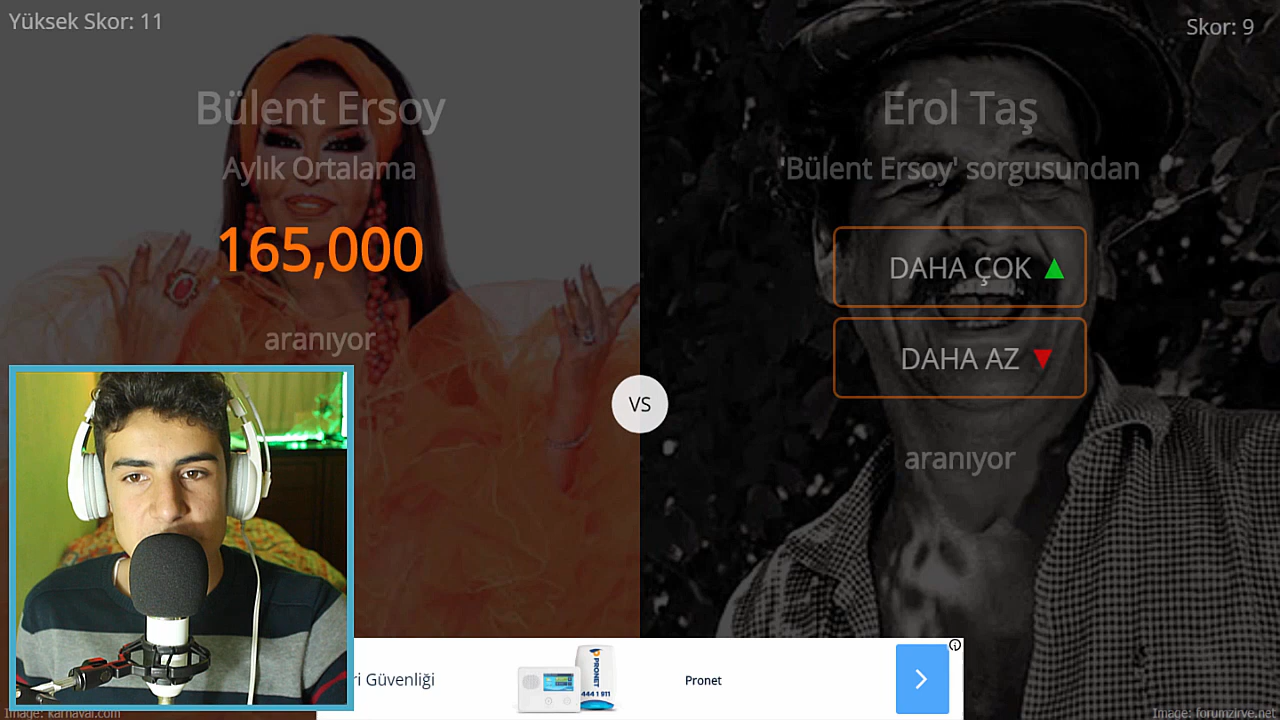 Yüksek Skor: 11
Skor: 9
Bülent Ersoy
Aylık Ortalama
165,000
aranıyor
Erol Taş
'Bülent Ersoy' sorgusundan
DAHA ÇOK
DAHA AZ
aranıyor
VS
ri Güvenliği
PRONET
444 1 911
Pronet
Image: karnaval.com
Image: forumzirve.net